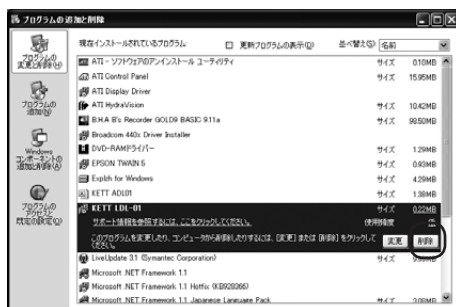 プログラムの追加と削除
現在インストールされているプログラム:
更新プログラムの表示(D)
並べ替え(S): 名前
プログラムの
変更と削除(H)
プログラムの
追加(N)
Windows
コンポーネントの
追加と削除(A)
プログラムの
アクセスと
既定の設定(O)
ATI - ソフトウェアのアンインストール ユーティリティ サイズ 0.10MB
ATI Control Panel サイズ 15.95MB
ATI Display Driver
ATI HydraVision サイズ 10.42MB
B.H.A B's Recorder GOLD9 BASIC 9.11a サイズ 98.50MB
Broadcom 440x Driver Installer
DVD-RAMドライバー サイズ 1.29MB
EPSON TWAIN 5 サイズ 0.93MB
Explzh for Windows サイズ 4.29MB
KETT ADL01 サイズ 1.38MB
KETT LDL-01 サイズ 0.22MB
サポート情報を参照するには、ここをクリックしてください。 使用頻度
このプログラムを変更したり、コンピュータから削除したりするには、[変更] または [削除] をクリックして
ください。
変更 削除
LiveUpdate 3.1 (Symantec Corporation) サイズ
Microsoft .NET Framework 1.1
Microsoft .NET Framework 1.1 Hotfix (KB928366)
Microsoft .NET Framework 1.1 Japanese Language Pack サイズ 3.08MB